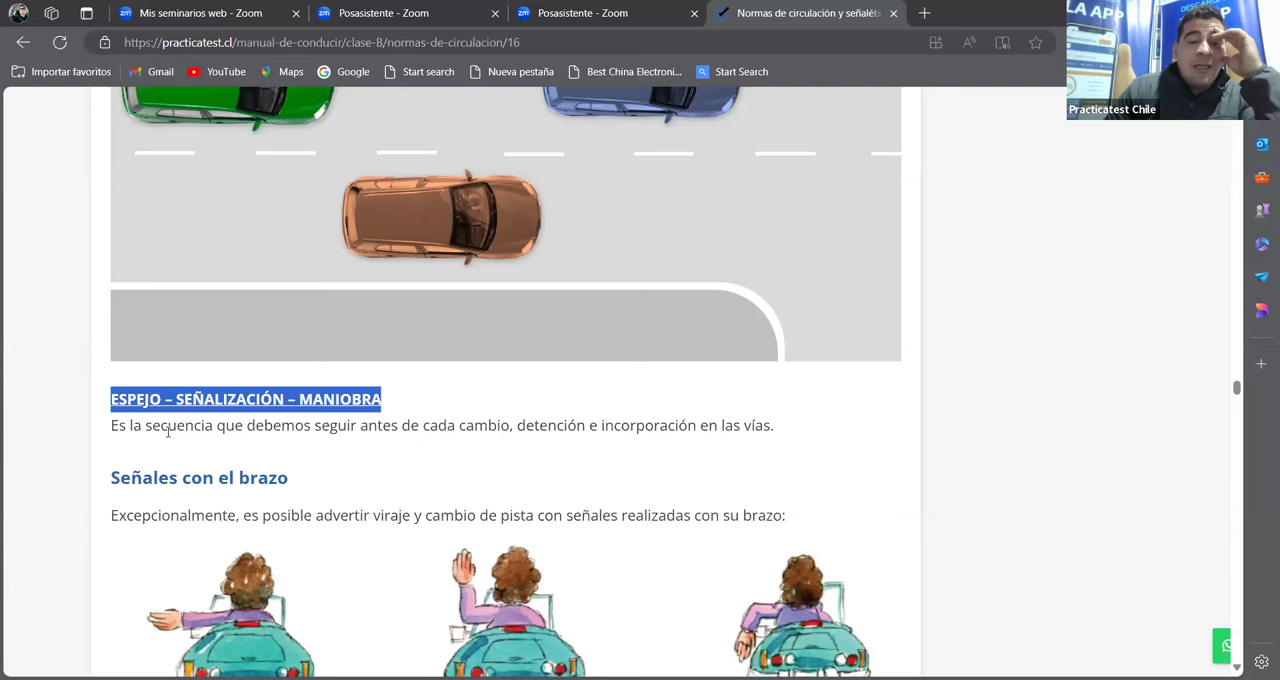 Mis seminarios web - Zoom
Posasistente - Zoom
Posasistente - Zoom
Normas de circulación y señaléti
https://practicatest.cl/manual-de-conducir/clase-B/normas-de-circulacion/16
Importar favoritos
Gmail
YouTube
Maps
Google
Start search
Nueva pestaña
Best China Electroni...
Start Search
LA APP
DESCARG
Practicatest Chile
ESPEJO – SEÑALIZACIÓN – MANIOBRA
Es la secuencia que debemos seguir antes de cada cambio, detención e incorporación en las vías.
Señales con el brazo
Excepcionalmente, es posible advertir viraje y cambio de pista con señales realizadas con su brazo: